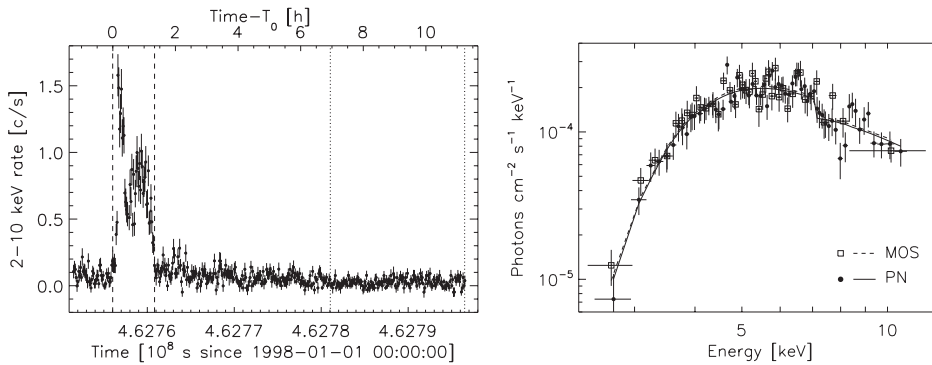 Time−T₀ [h]
0 2 4 6 8 10
2−10 keV rate [c/s]
1.5
1.0
0.5
0.0
4.6276 4.6277 4.6278 4.6279
Time [10⁸ s since 1998−01−01 00:00:00]
Photons cm⁻² s⁻¹ keV⁻¹
10⁻⁴
10⁻⁵
MOS
PN
5 10
Energy [keV]